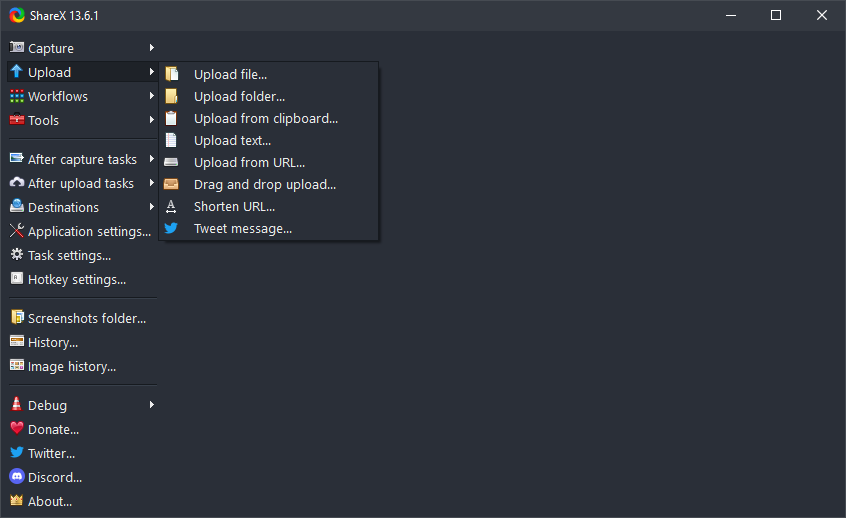 ShareX 13.6.1
Capture
Upload
Workflows
Tools
After capture tasks
After upload tasks
Destinations
Application settings...
Task settings...
Hotkey settings...
Screenshots folder...
History...
Image history...
Debug
Donate...
Twitter...
Discord...
About...
Upload file...
Upload folder...
Upload from clipboard...
Upload text...
Upload from URL...
Drag and drop upload...
Shorten URL...
Tweet message...